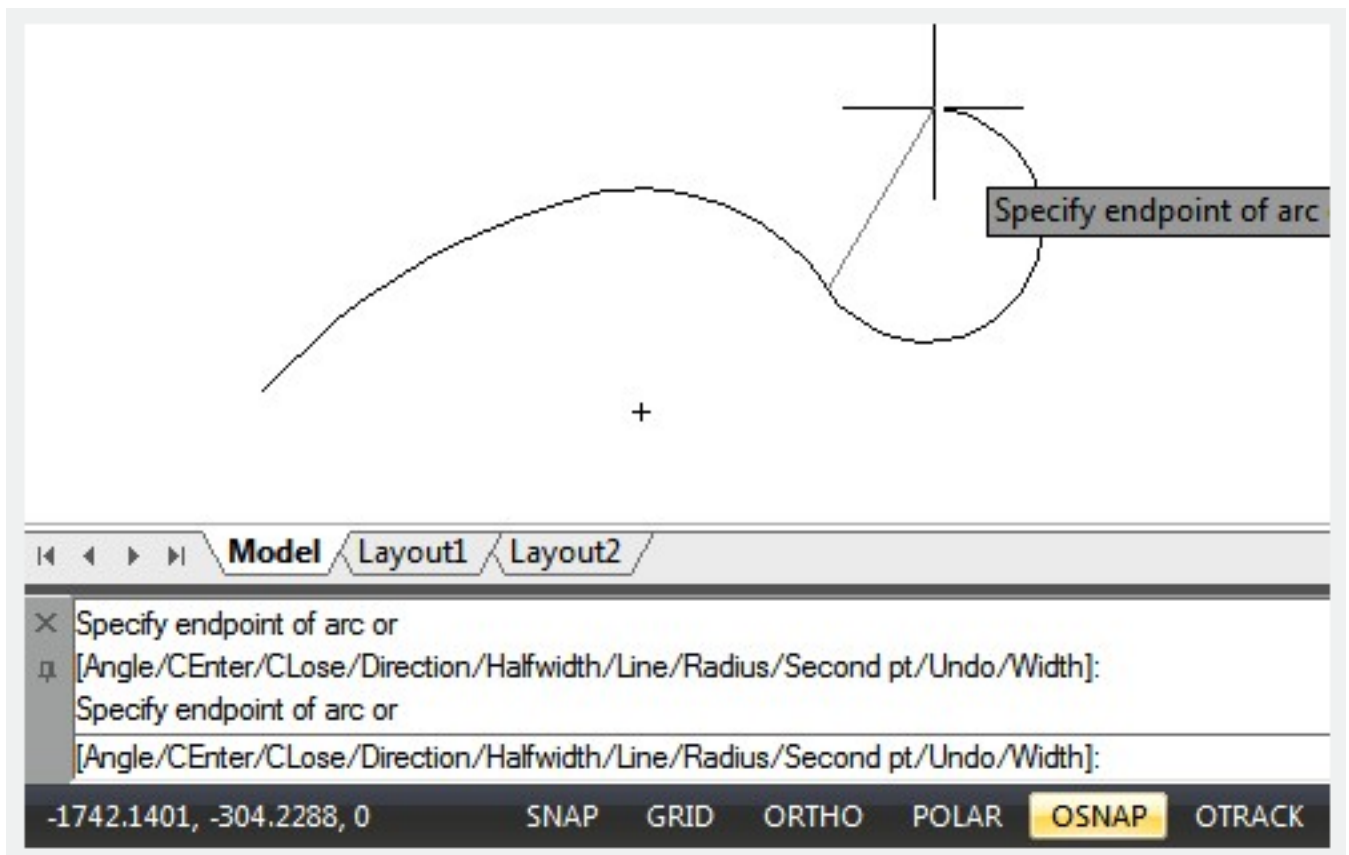 Specify endpoint of arc
Model Layout1 Layout2
Specify endpoint of arc or
[Angle/CEnter/CLose/Direction/Halfwidth/Line/Radius/Second pt/Undo/Width]:
Specify endpoint of arc or
[Angle/CEnter/CLose/Direction/Halfwidth/Line/Radius/Second pt/Undo/Width]:
-1742.1401, -304.2288, 0 SNAP GRID ORTHO POLAR OSNAP OTRACK